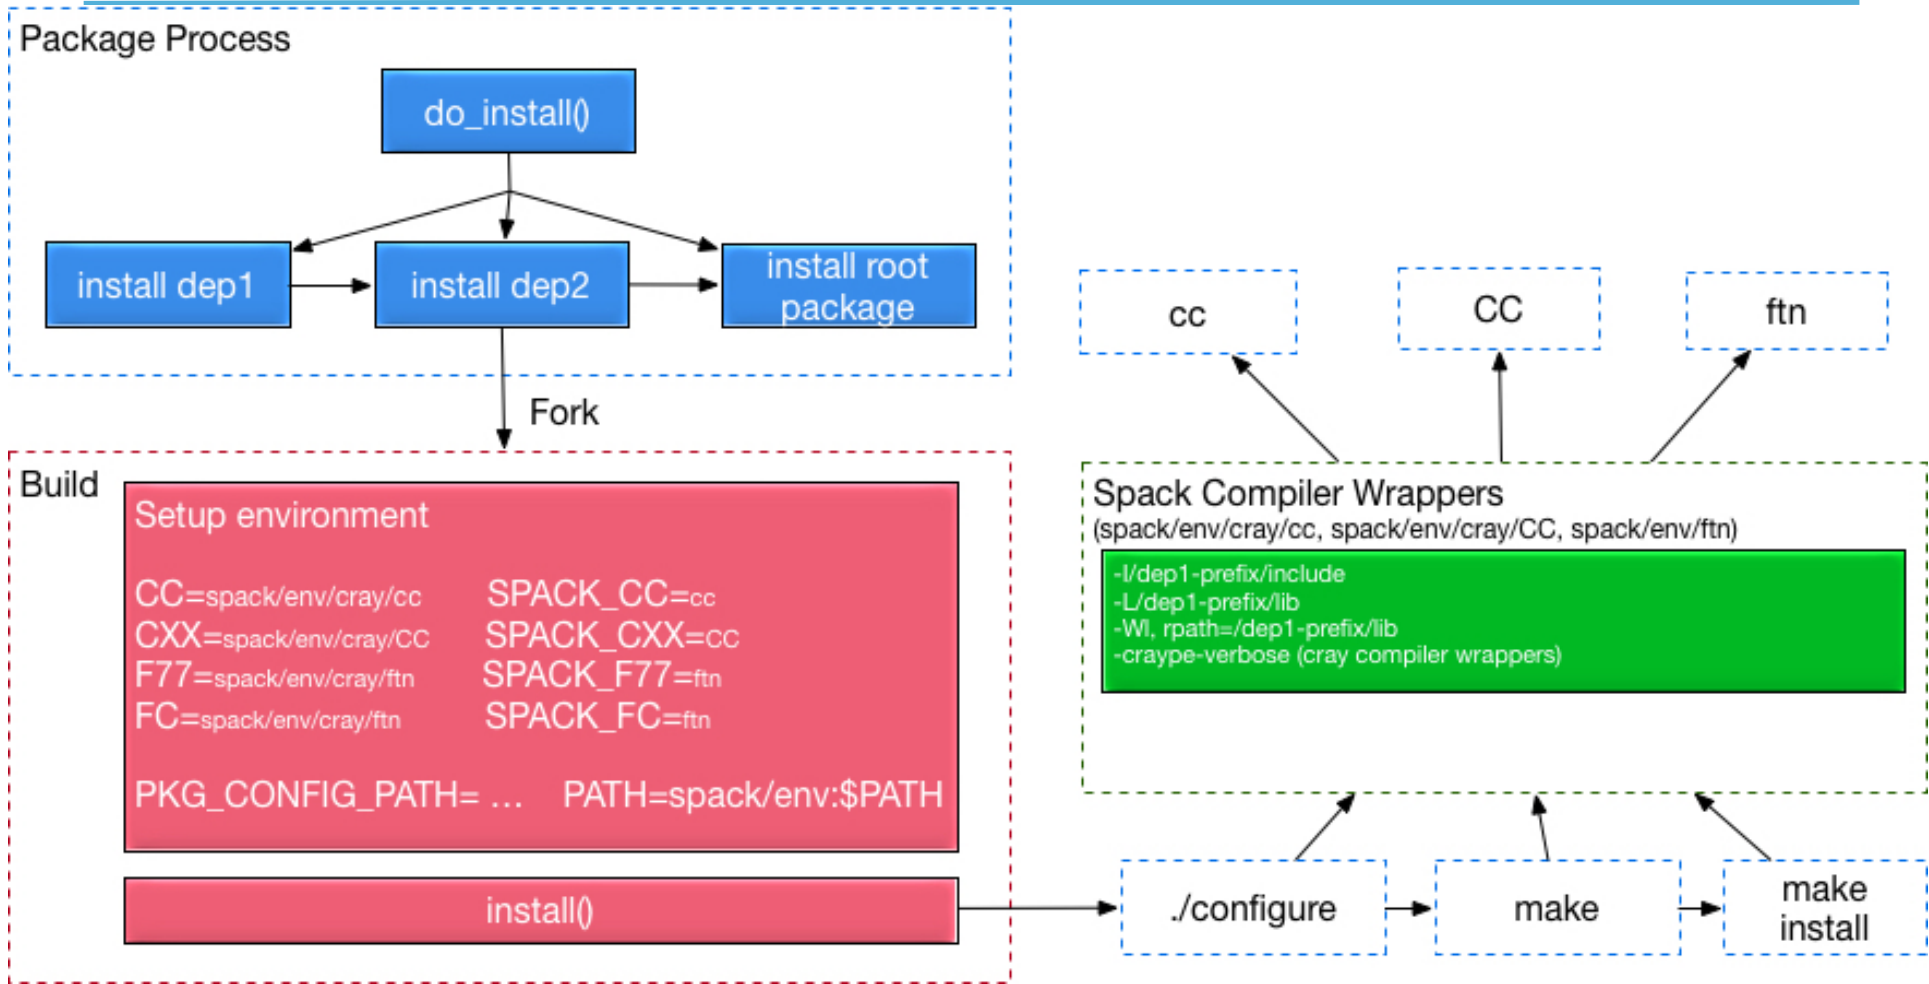 Package Process
do_install()
install dep1
install dep2
install root
package
Fork
Build
Setup environment
CC=spack/env/cray/cc SPACK_CC=cc
CXX=spack/env/cray/CC SPACK_CXX=CC
F77=spack/env/cray/ftn SPACK_F77=ftn
FC=spack/env/cray/ftn SPACK_FC=ftn
PKG_CONFIG_PATH= … PATH=spack/env:$PATH
install()
cc
CC
ftn
Spack Compiler Wrappers
(spack/env/cray/cc, spack/env/cray/CC, spack/env/ftn)
-I/dep1-prefix/include
-L/dep1-prefix/lib
-Wl, rpath=/dep1-prefix/lib
-craype-verbose (cray compiler wrappers)
./configure
make
make
install